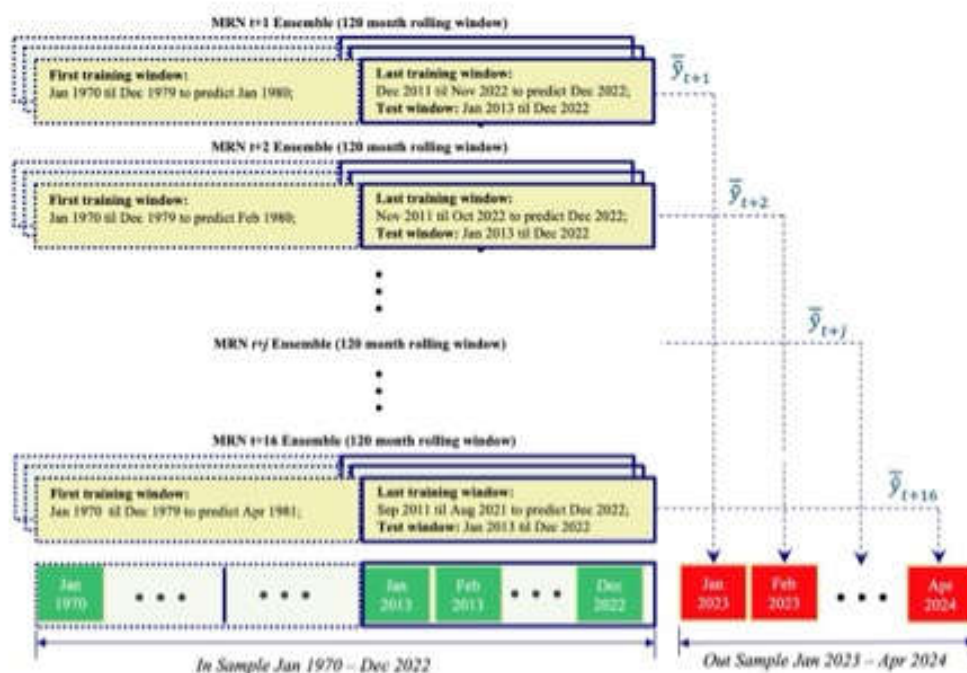 MRN t+1 Ensemble (120 month rolling window)
First training window:
Jan 1970 til Dec 1979 to predict Jan 1980;
Last training window:
Dec 2011 til Nov 2022 to predict Dec 2022;
Test window: Jan 2013 to Dec 2022
ȳ̂ t+1
MRN t+2 Ensemble (120 month rolling window)
First training window:
Jan 1970 til Dec 1979 to predict Feb 1980;
Last training window:
Nov 2011 til Oct 2022 to predict Dec 2022;
Test window: Jan 2013 to Dec 2022
ȳ̂ t+2
MRN t+j Ensemble (120 month rolling window)
ȳ̂ t+j
MRN t+16 Ensemble (120 month rolling window)
First training window:
Jan 1970 til Dec 1979 to predict Apr 1981;
Last training window:
Sep 2011 til Aug 2021 to predict Dec 2022;
Test window: Jan 2013 to Dec 2022
ȳ̂ t+16
Jan
1970
Jan
2013
Feb
2013
Dec
2022
Jan
2023
Feb
2023
Apr
2024
In Sample Jan 1970 – Dec 2022
Out Sample Jan 2023 – Apr 2024